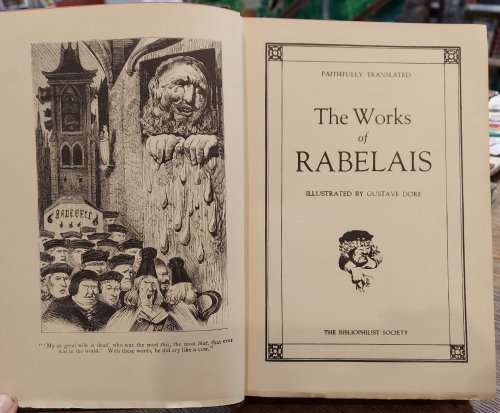 BADEBEC
"'My so good wife is dead, who was the most this, the most that, that ever
was in the world.' With these words, he did cry like a cow."
FAITHFULLY TRANSLATED
The Works
of
RABELAIS
ILLUSTRATED BY GUSTAVE DORE
THE BIBLIOPHILIST SOCIETY